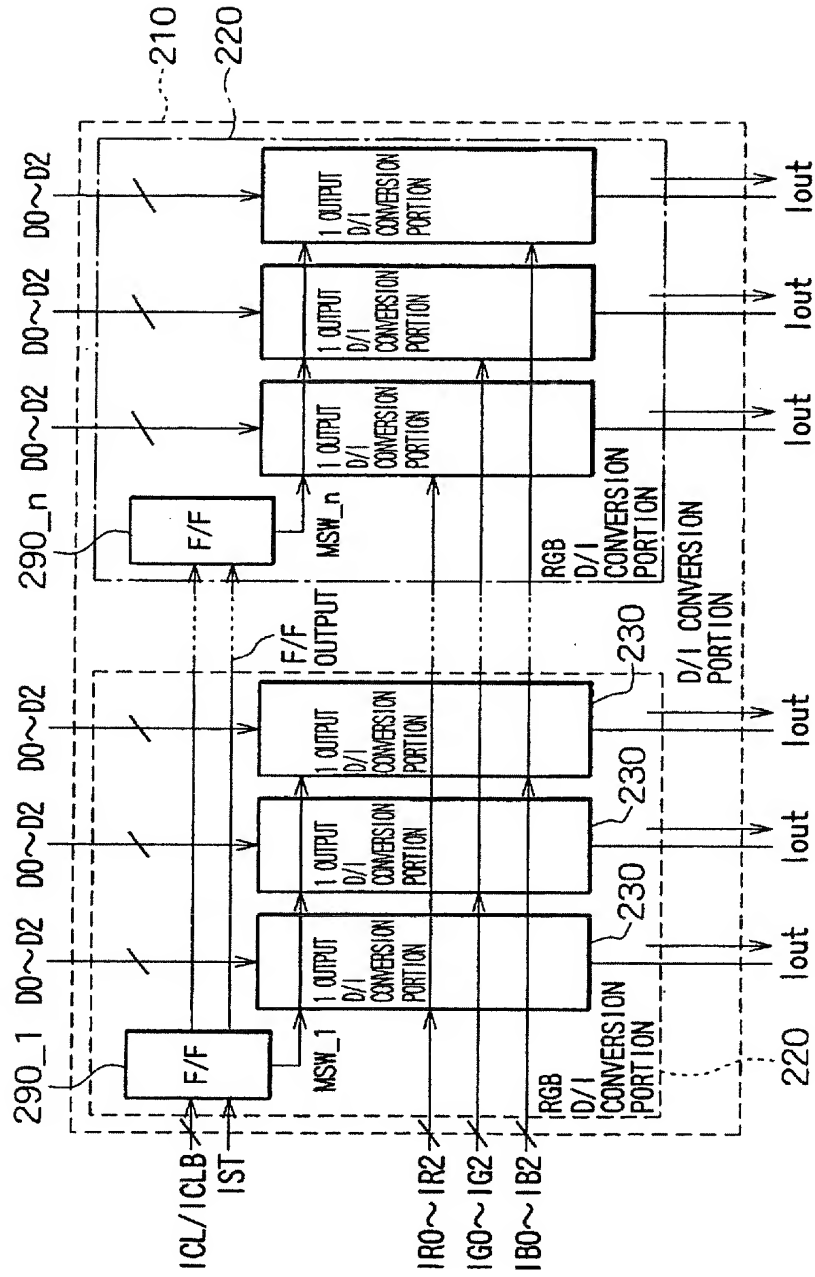 290_1
D0~D2
D0~D2
D0~D2
290_n
D0~D2
D0~D2
D0~D2
210
220
ICL/ICLB
IST
F/F
F/F
OUTPUT
F/F
MSW_1
MSW_n
1 OUTPUT
D/I
CONVERSION
PORTION
1 OUTPUT
D/I
CONVERSION
PORTION
1 OUTPUT
D/I
CONVERSION
PORTION
1 OUTPUT
D/I
CONVERSION
PORTION
1 OUTPUT
D/I
CONVERSION
PORTION
1 OUTPUT
D/I
CONVERSION
PORTION
IR0~IR2
IG0~IG2
IB0~IB2
RGB
D/I
CONVERSION
PORTION
230
230
230
RGB
D/I
CONVERSION
PORTION
D/I CONVERSION
PORTION
220
Iout
Iout
Iout
Iout
Iout
Iout